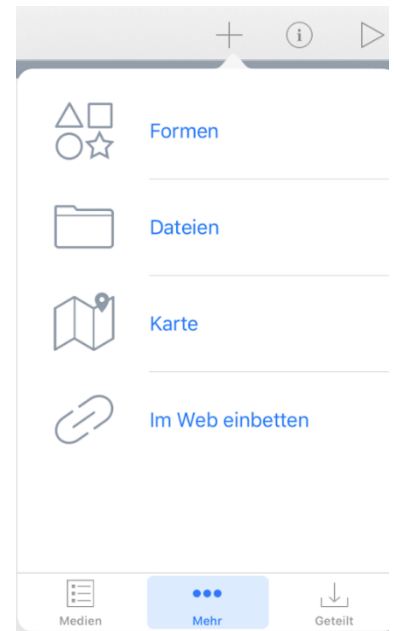 Formen
Dateien
Karte
Im Web einbetten
Medien
Mehr
Geteilt